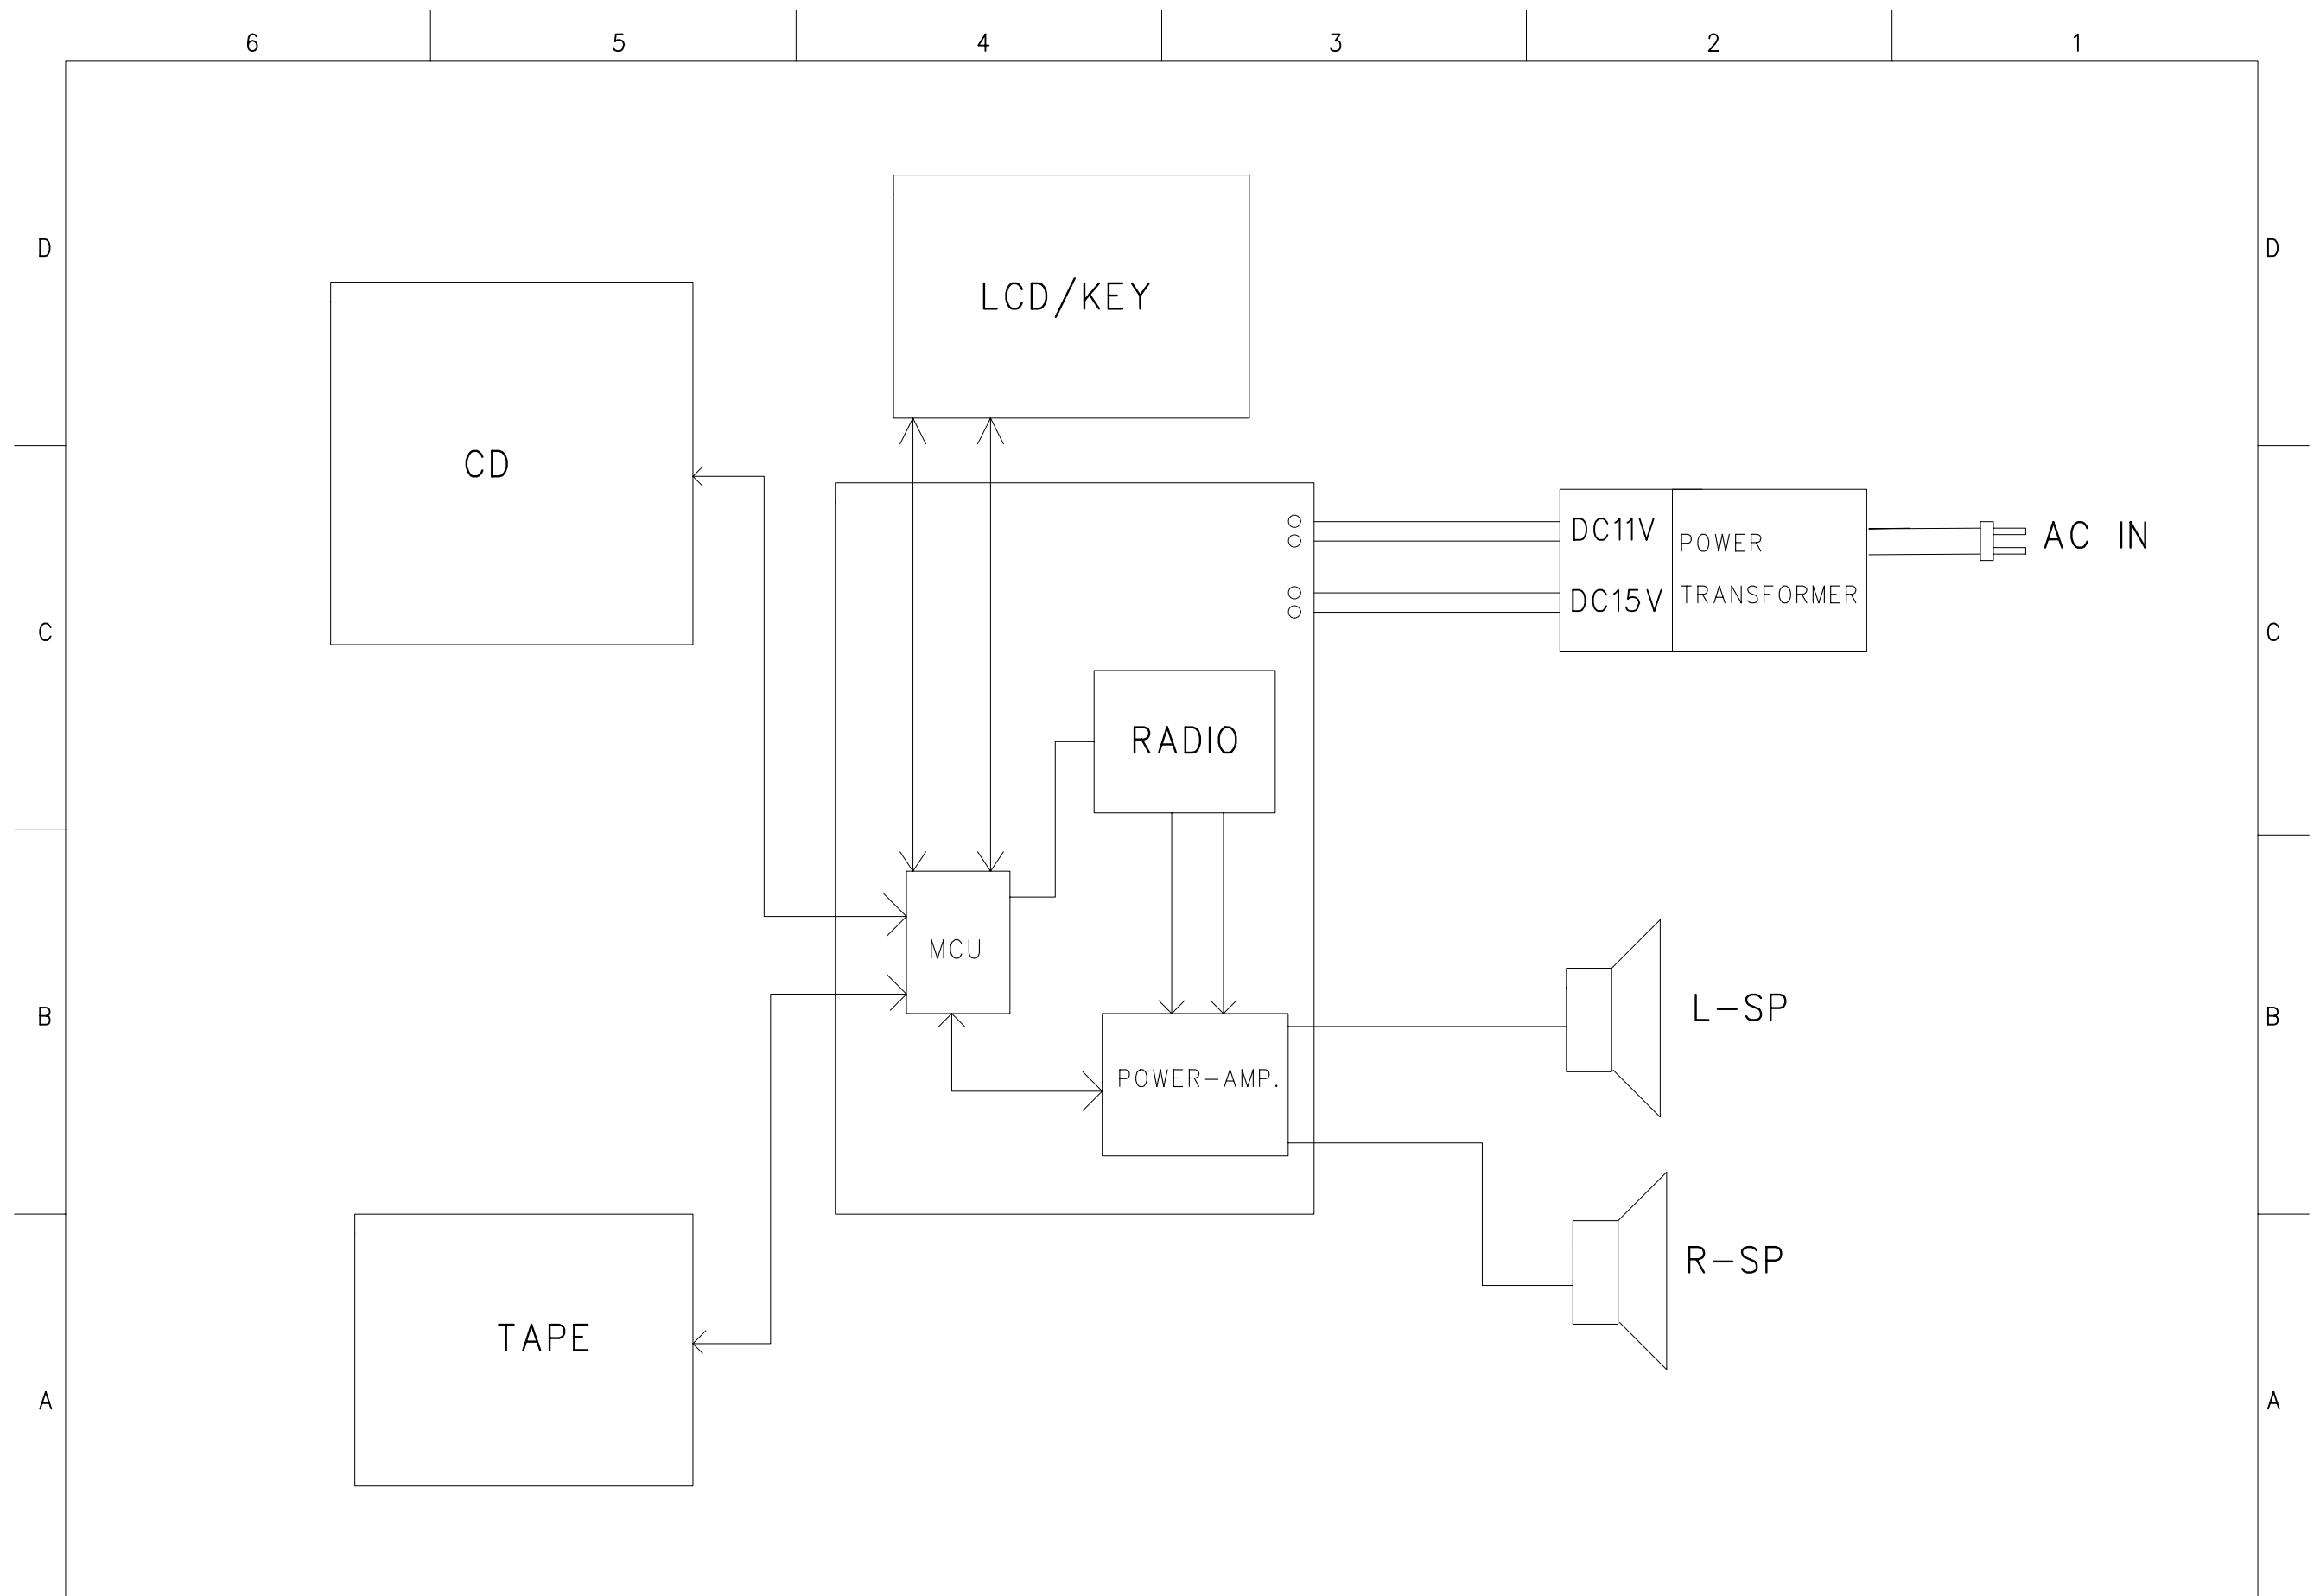 6 5 4 3 2 1
D D
LCD/KEY
CD
DC11V
POWER
AC IN
DC15V
TRANSFORMER
C C
RADIO
MCU
L-SP
B B
POWER-AMP.
R-SP
TAPE
A A